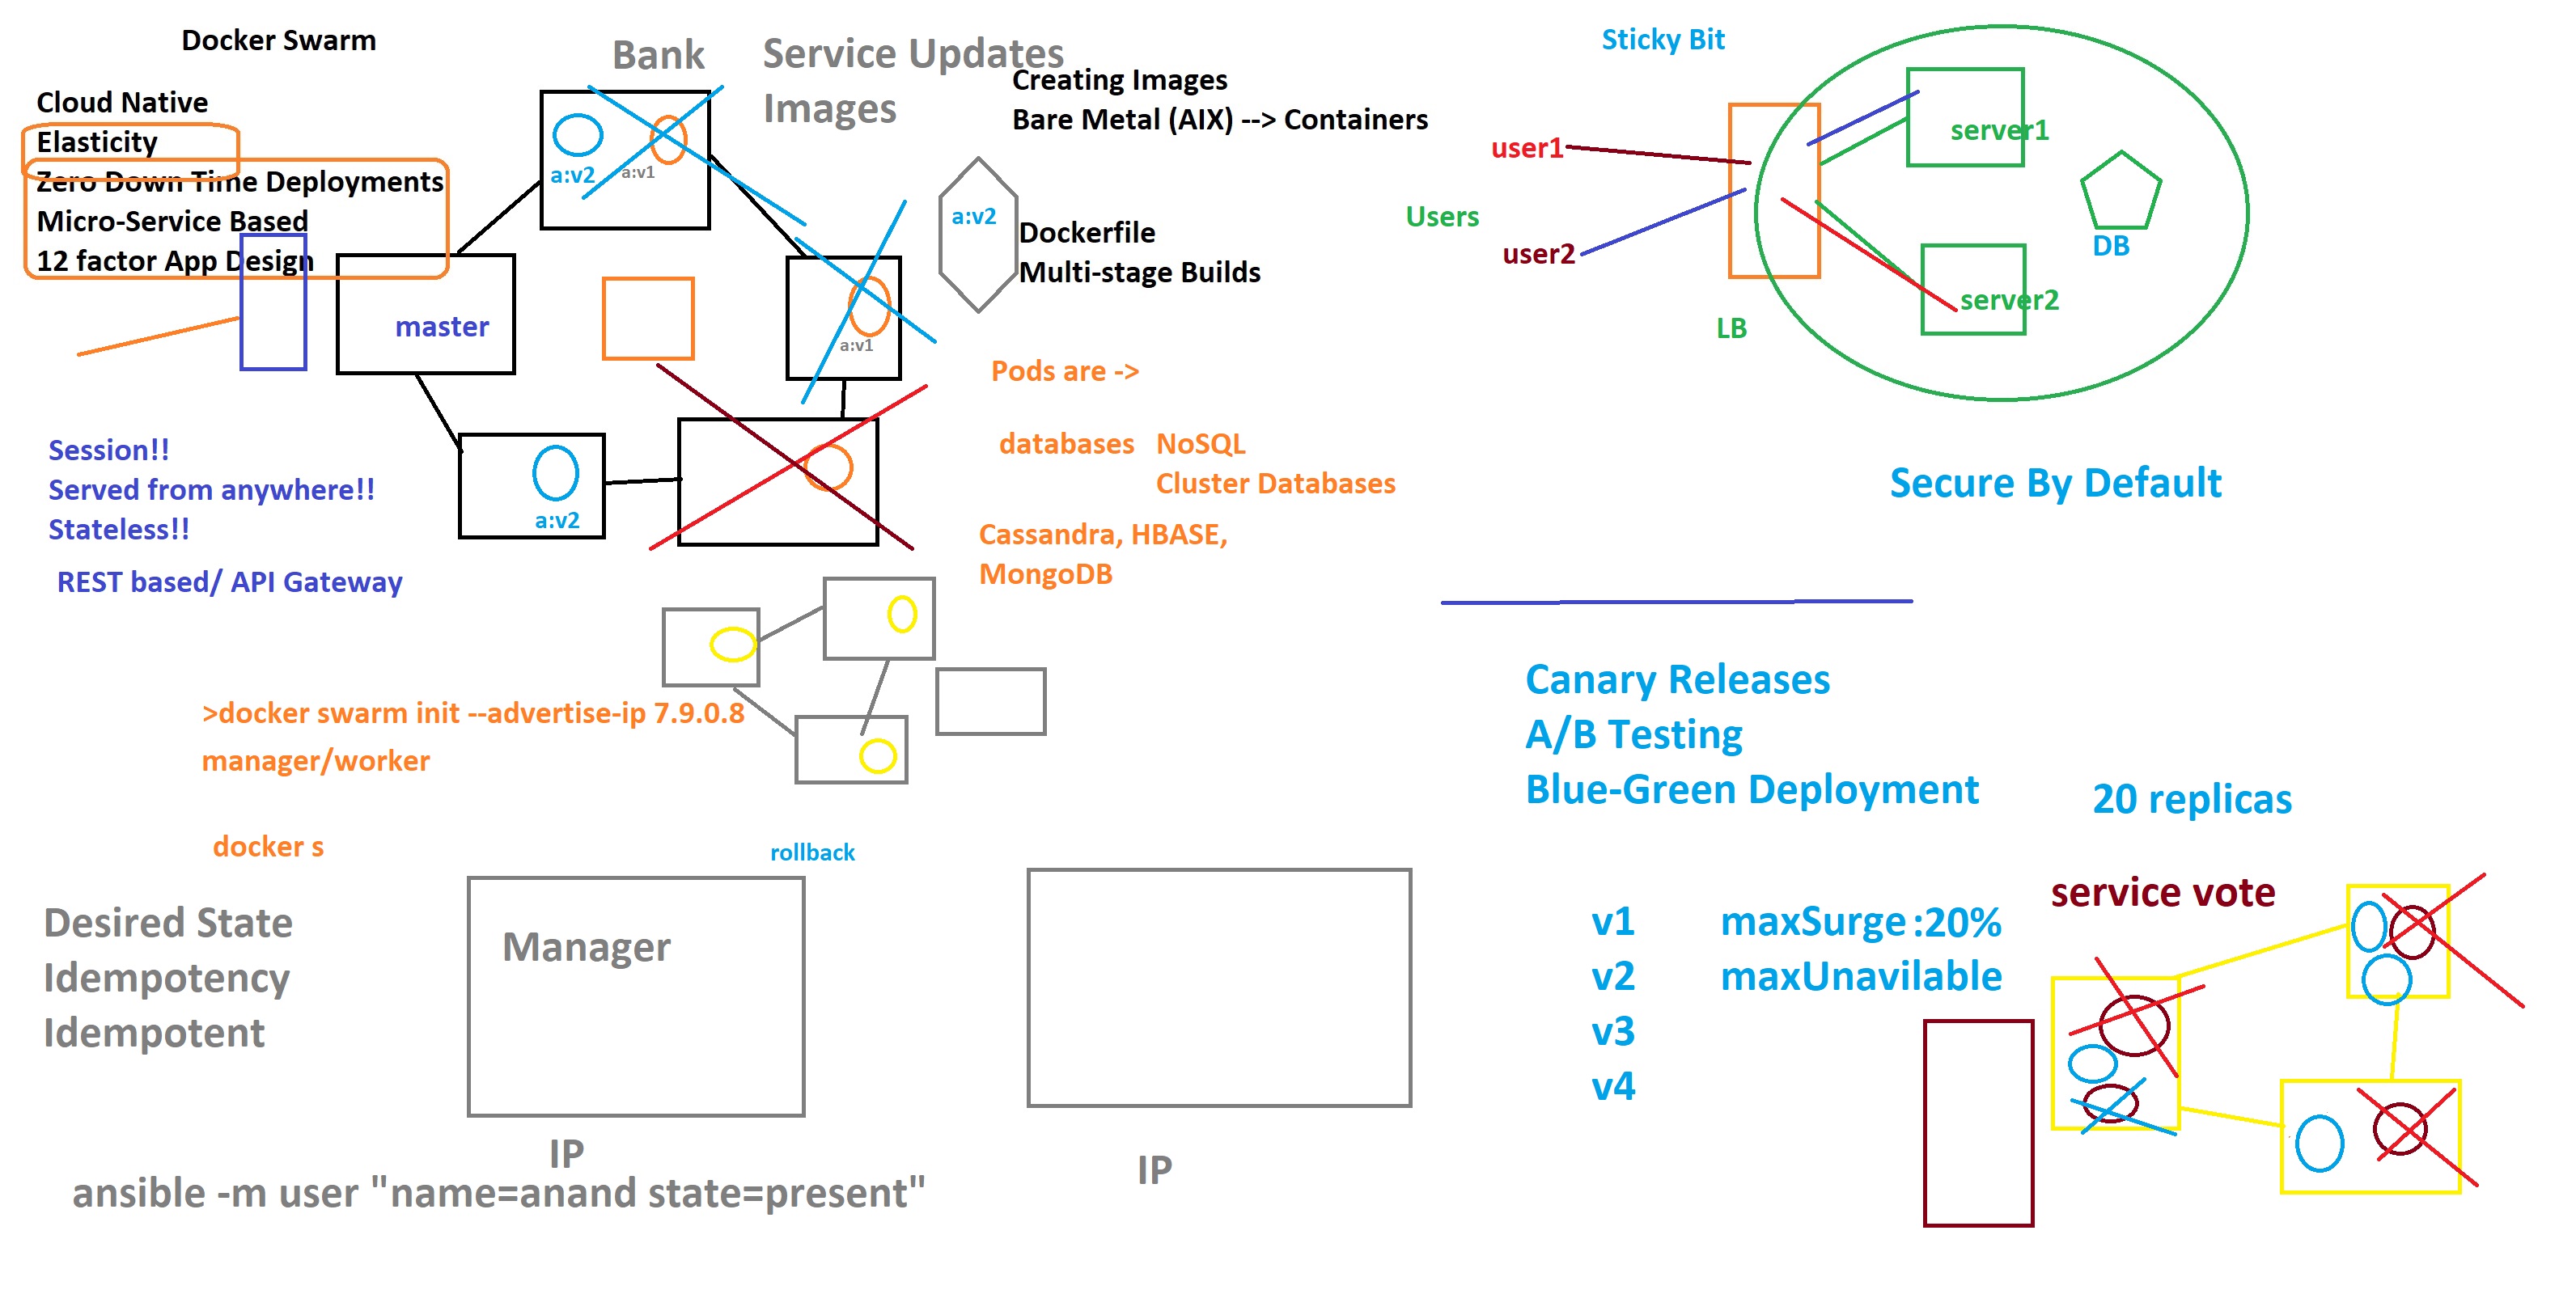 Docker Swarm
Cloud Native
Elasticity
Zero Down Time Deployments
Micro-Service Based
12 factor App Design
Bank
Service Updates
Images
Creating Images
Bare Metal (AIX) --> Containers
a:v2
a:v1
a:v2
Dockerfile
Multi-stage Builds
master
a:v1
a:v2
Session!!
Served from anywhere!!
Stateless!!
REST based/ API Gateway
Pods are ->
databases NoSQL
Cluster Databases
Cassandra, HBASE,
MongoDB
>docker swarm init --advertise-ip 7.9.0.8
manager/worker
docker s
rollback
Desired State
Idempotency
Idempotent
Manager
IP
IP
ansible -m user "name=anand state=present"
Sticky Bit
user1
Users
user2
LB
server1
server2
DB
Secure By Default
Canary Releases
A/B Testing
Blue-Green Deployment
20 replicas
service vote
v1 maxSurge :20%
v2 maxUnavilable
v3
v4